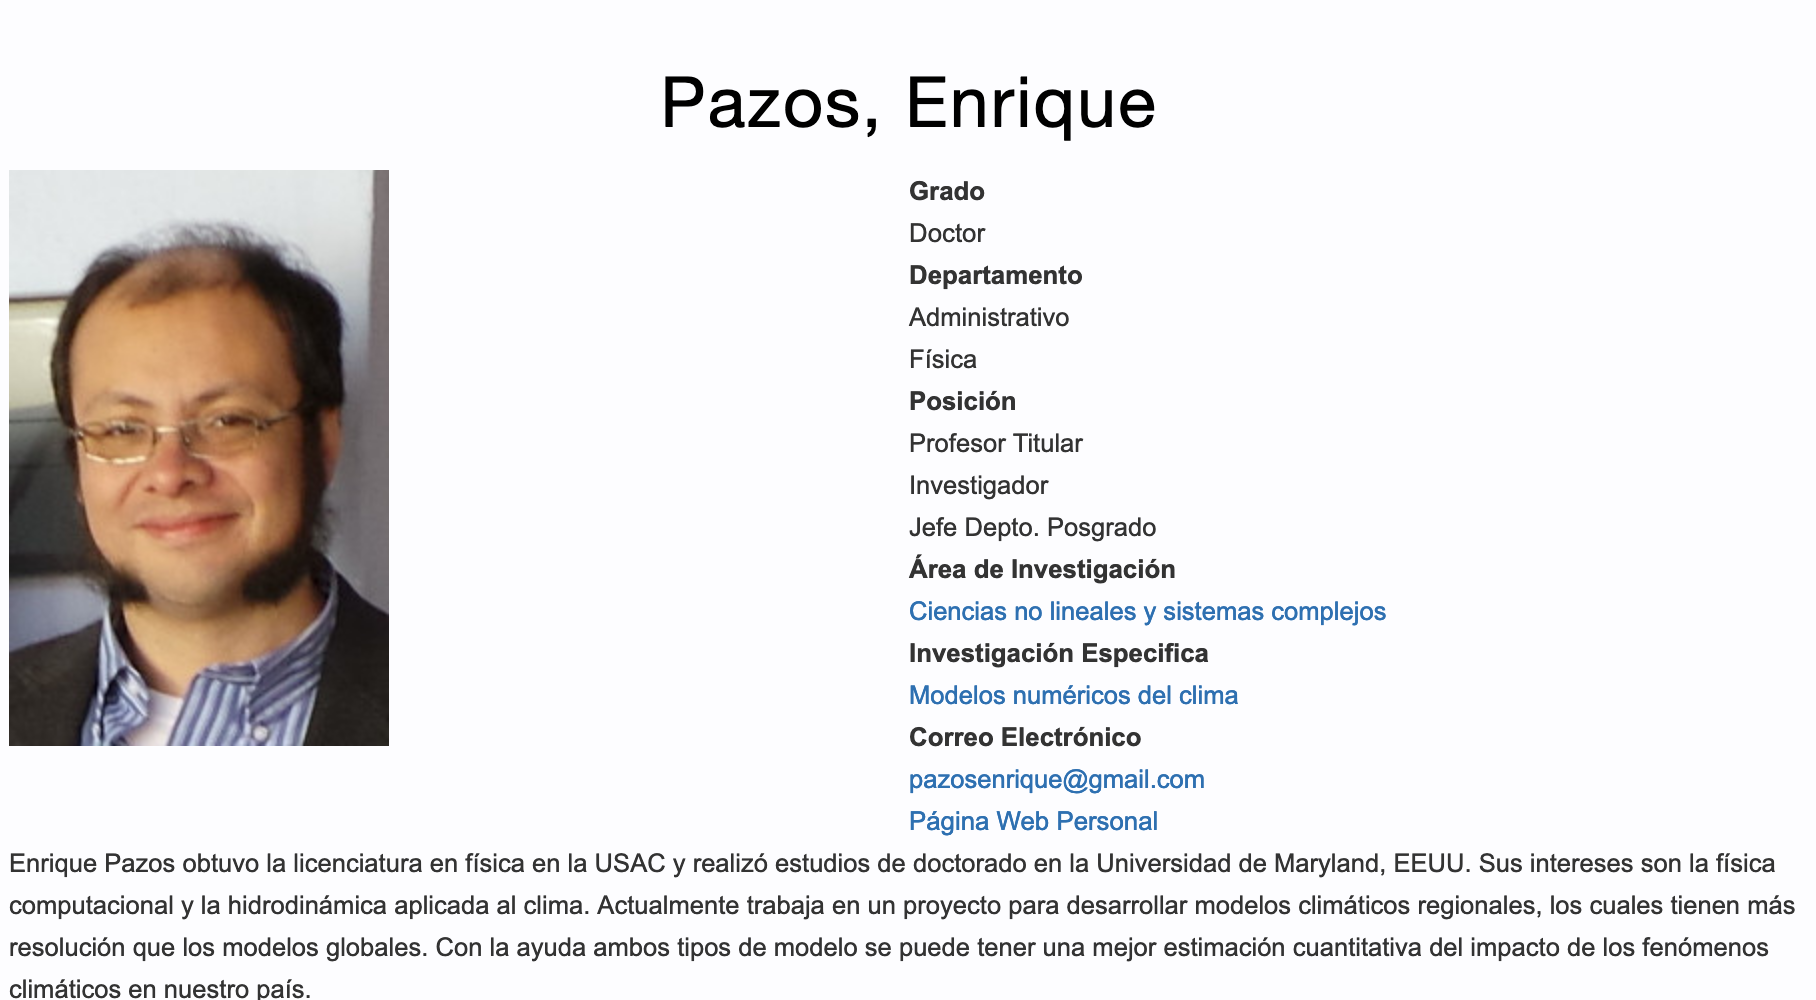 Pazos, Enrique
Grado
Doctor
Departamento
Administrativo
Física
Posición
Profesor Titular
Investigador
Jefe Depto. Posgrado
Área de Investigación
Ciencias no lineales y sistemas complejos
Investigación Especifica
Modelos numéricos del clima
Correo Electrónico
pazosenrique@gmail.com
Página Web Personal
Enrique Pazos obtuvo la licenciatura en física en la USAC y realizó estudios de doctorado en la Universidad de Maryland, EEUU. Sus intereses son la física
computacional y la hidrodinámica aplicada al clima. Actualmente trabaja en un proyecto para desarrollar modelos climáticos regionales, los cuales tienen más
resolución que los modelos globales. Con la ayuda ambos tipos de modelo se puede tener una mejor estimación cuantitativa del impacto de los fenómenos
climáticos en nuestro país.